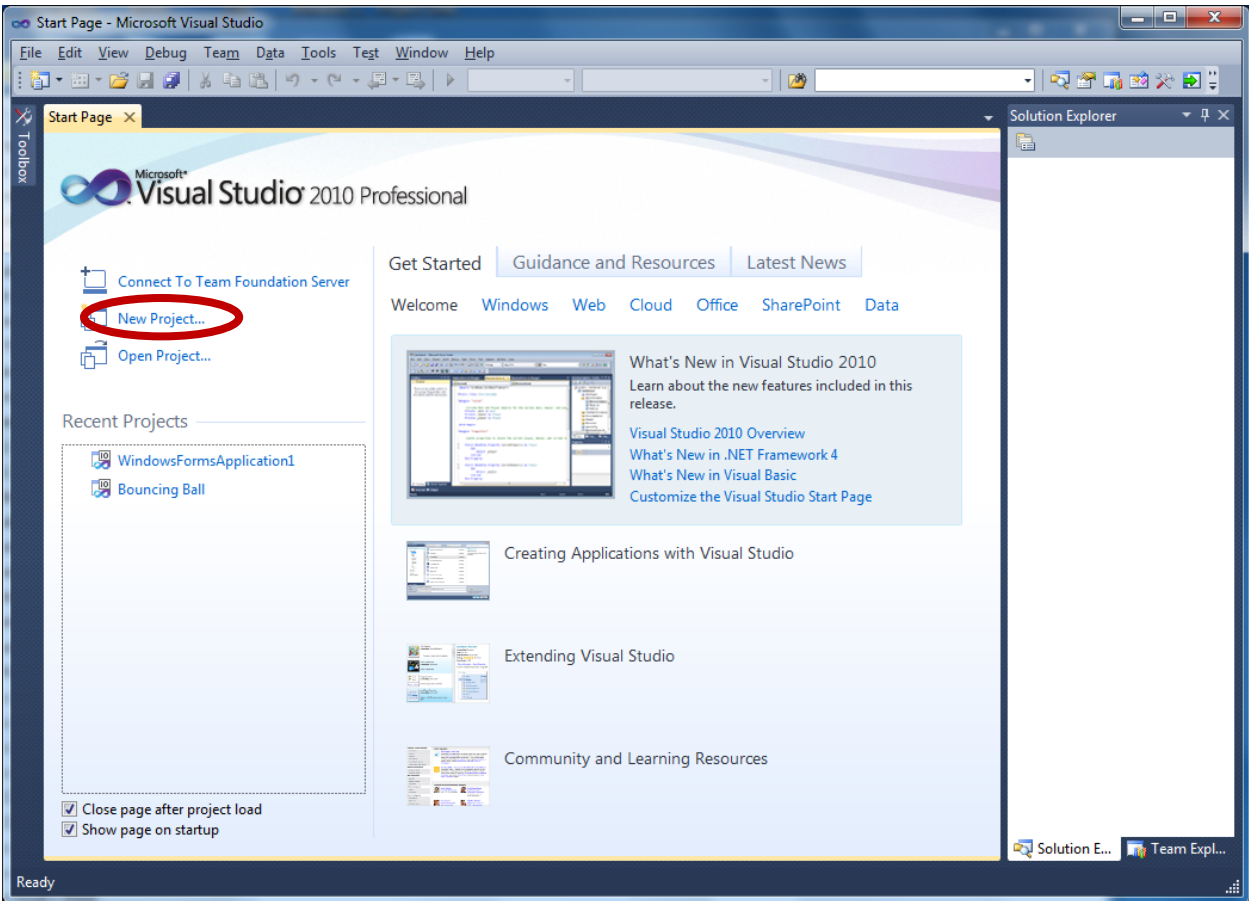 Start Page - Microsoft Visual Studio
File Edit View Debug Team Data Tools Test Window Help
Toolbox
Start Page
Solution Explorer
Microsoft®
Visual Studio® 2010 Professional
Connect To Team Foundation Server
New Project...
Open Project...
Recent Projects
WindowsFormsApplication1
Bouncing Ball
Close page after project load
Show page on startup
Get Started Guidance and Resources Latest News
Welcome Windows Web Cloud Office SharePoint Data
What's New in Visual Studio 2010
Learn about the new features included in this
release.
Visual Studio 2010 Overview
What's New in .NET Framework 4
What's New in Visual Basic
Customize the Visual Studio Start Page
Creating Applications with Visual Studio
Extending Visual Studio
Community and Learning Resources
Solution E... Team Expl...
Ready